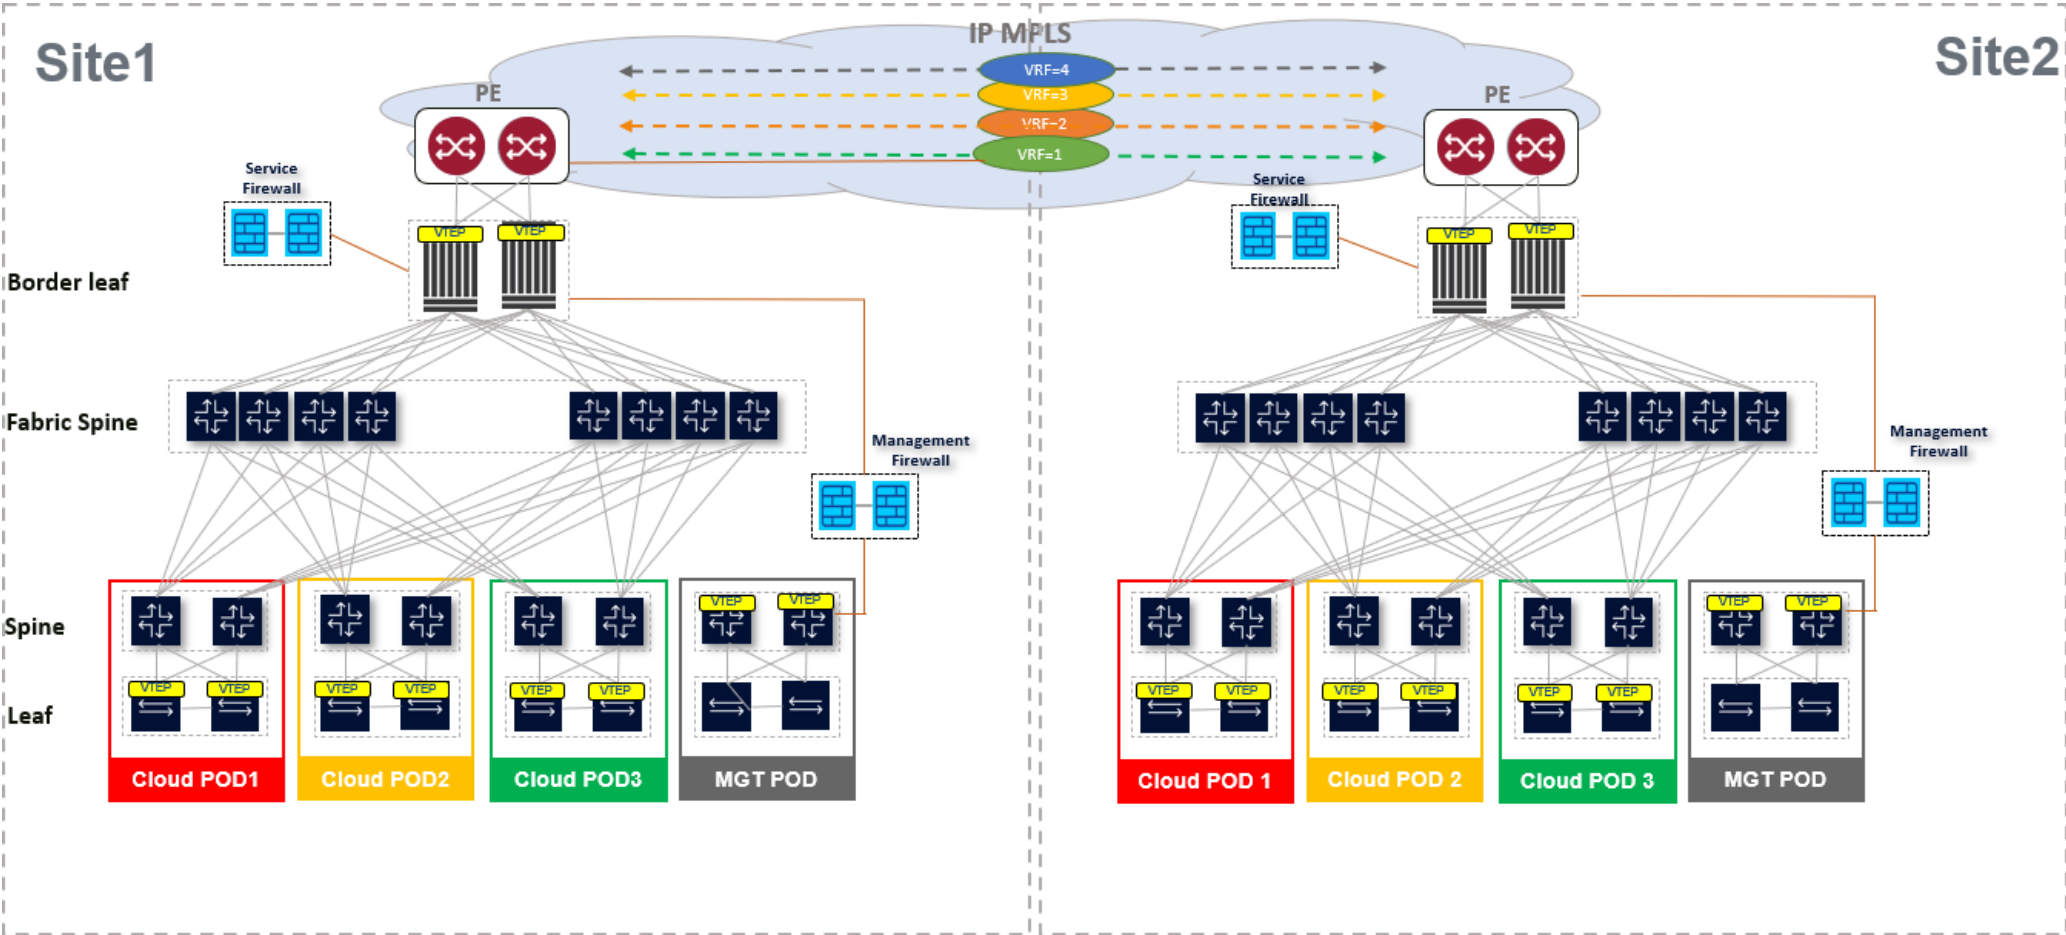 Site1
Site2
IP MPLS
VRF=4
VRF=3
VRF=2
VRF=1
PE
PE
Service
Firewall
Service
Firewall
VTEP
VTEP
VTEP
VTEP
Border leaf
Fabric Spine
Management
Firewall
Management
Firewall
Spine
VTEP
VTEP
VTEP
VTEP
Leaf
VTEP
VTEP
VTEP
VTEP
VTEP
VTEP
VTEP
VTEP
VTEP
VTEP
VTEP
VTEP
Cloud POD1
Cloud POD2
Cloud POD3
MGT POD
Cloud POD 1
Cloud POD 2
Cloud POD 3
MGT POD